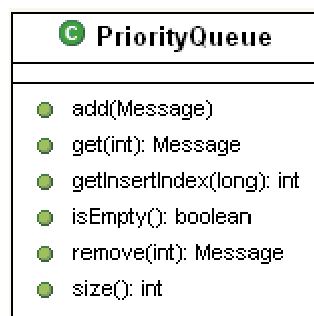 C PriorityQueue
add(Message)
get(int): Message
getInsertIndex(long): int
isEmpty(): boolean
remove(int): Message
size(): int